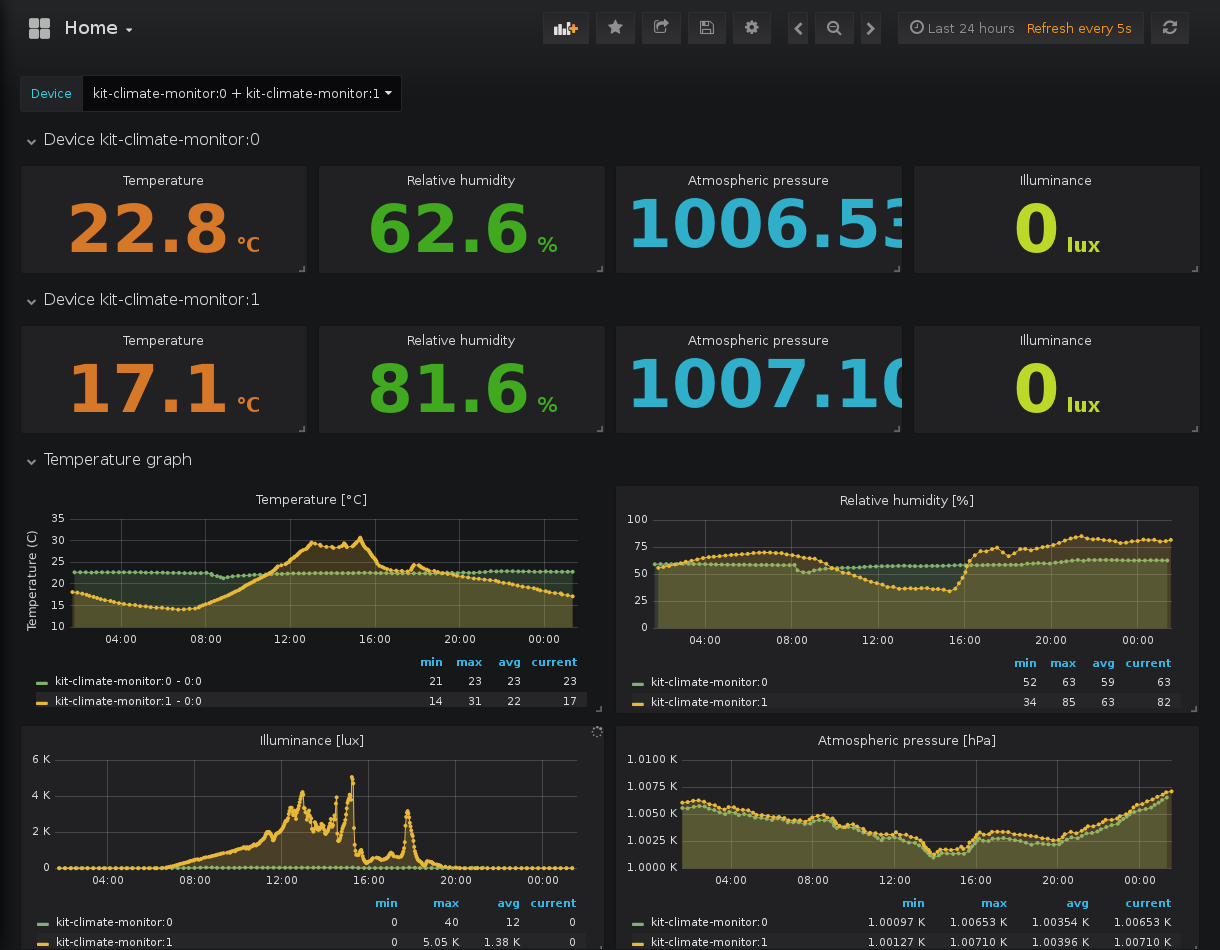 Home
Last 24 hours Refresh every 5s
Device kit-climate-monitor:0 + kit-climate-monitor:1
Device kit-climate-monitor:0
Temperature Relative humidity Atmospheric pressure Illuminance
22.8 °C 62.6 % 1006.53 0 lux
Device kit-climate-monitor:1
Temperature Relative humidity Atmospheric pressure Illuminance
17.1 °C 81.6 % 1007.10 0 lux
Temperature graph
Temperature [°C]
Temperature (C)
35
30
25
20
15
10
04:00 08:00 12:00 16:00 20:00 00:00
min max avg current
kit-climate-monitor:0 - 0:0 21 23 23 23
kit-climate-monitor:1 - 0:0 14 31 22 17
Relative humidity [%]
100
75
50
25
0
04:00 08:00 12:00 16:00 20:00 00:00
min max avg current
kit-climate-monitor:0 52 63 59 63
kit-climate-monitor:1 34 85 63 82
Illuminance [lux]
6 K
4 K
2 K
0
04:00 08:00 12:00 16:00 20:00 00:00
min max avg current
kit-climate-monitor:0 0 40 12 0
kit-climate-monitor:1 0 5.05 K 1.38 K 0
Atmospheric pressure [hPa]
1.0100 K
1.0075 K
1.0050 K
1.0025 K
1.0000 K
04:00 08:00 12:00 16:00 20:00 00:00
min max avg current
kit-climate-monitor:0 1.00097 K 1.00653 K 1.00354 K 1.00653 K
kit-climate-monitor:1 1.00127 K 1.00710 K 1.00396 K 1.00710 K